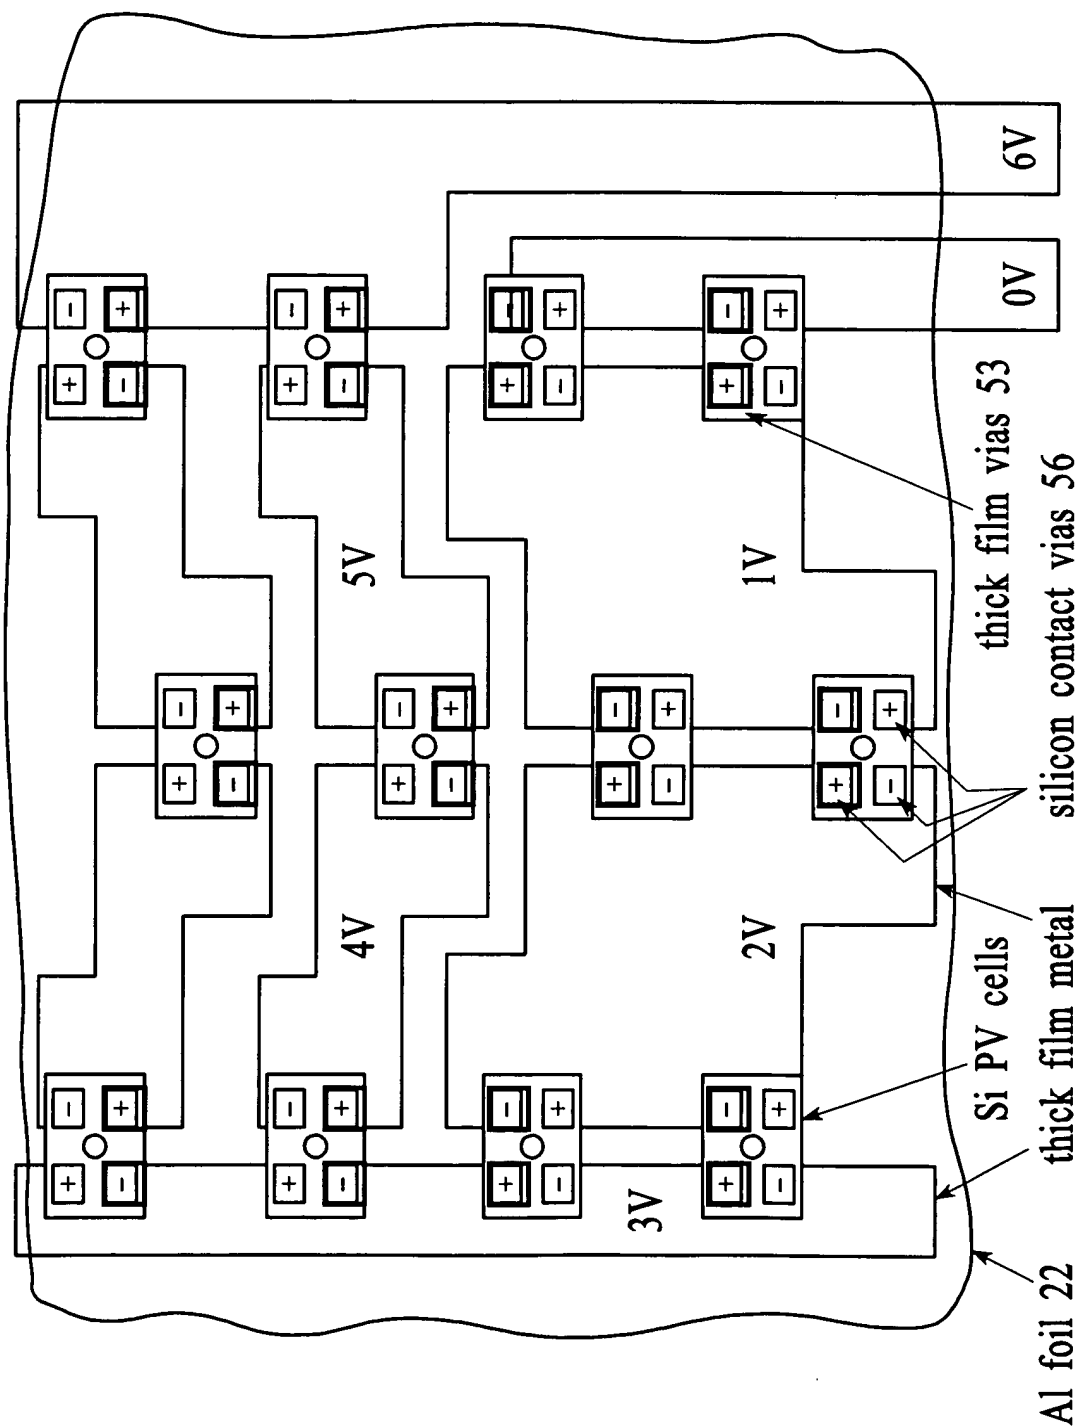 4V
5V
3V
2V
1V
0V
6V
Si PV cells
thick film vias 53
Al foil 22
thick film metal
silicon contact vias 56